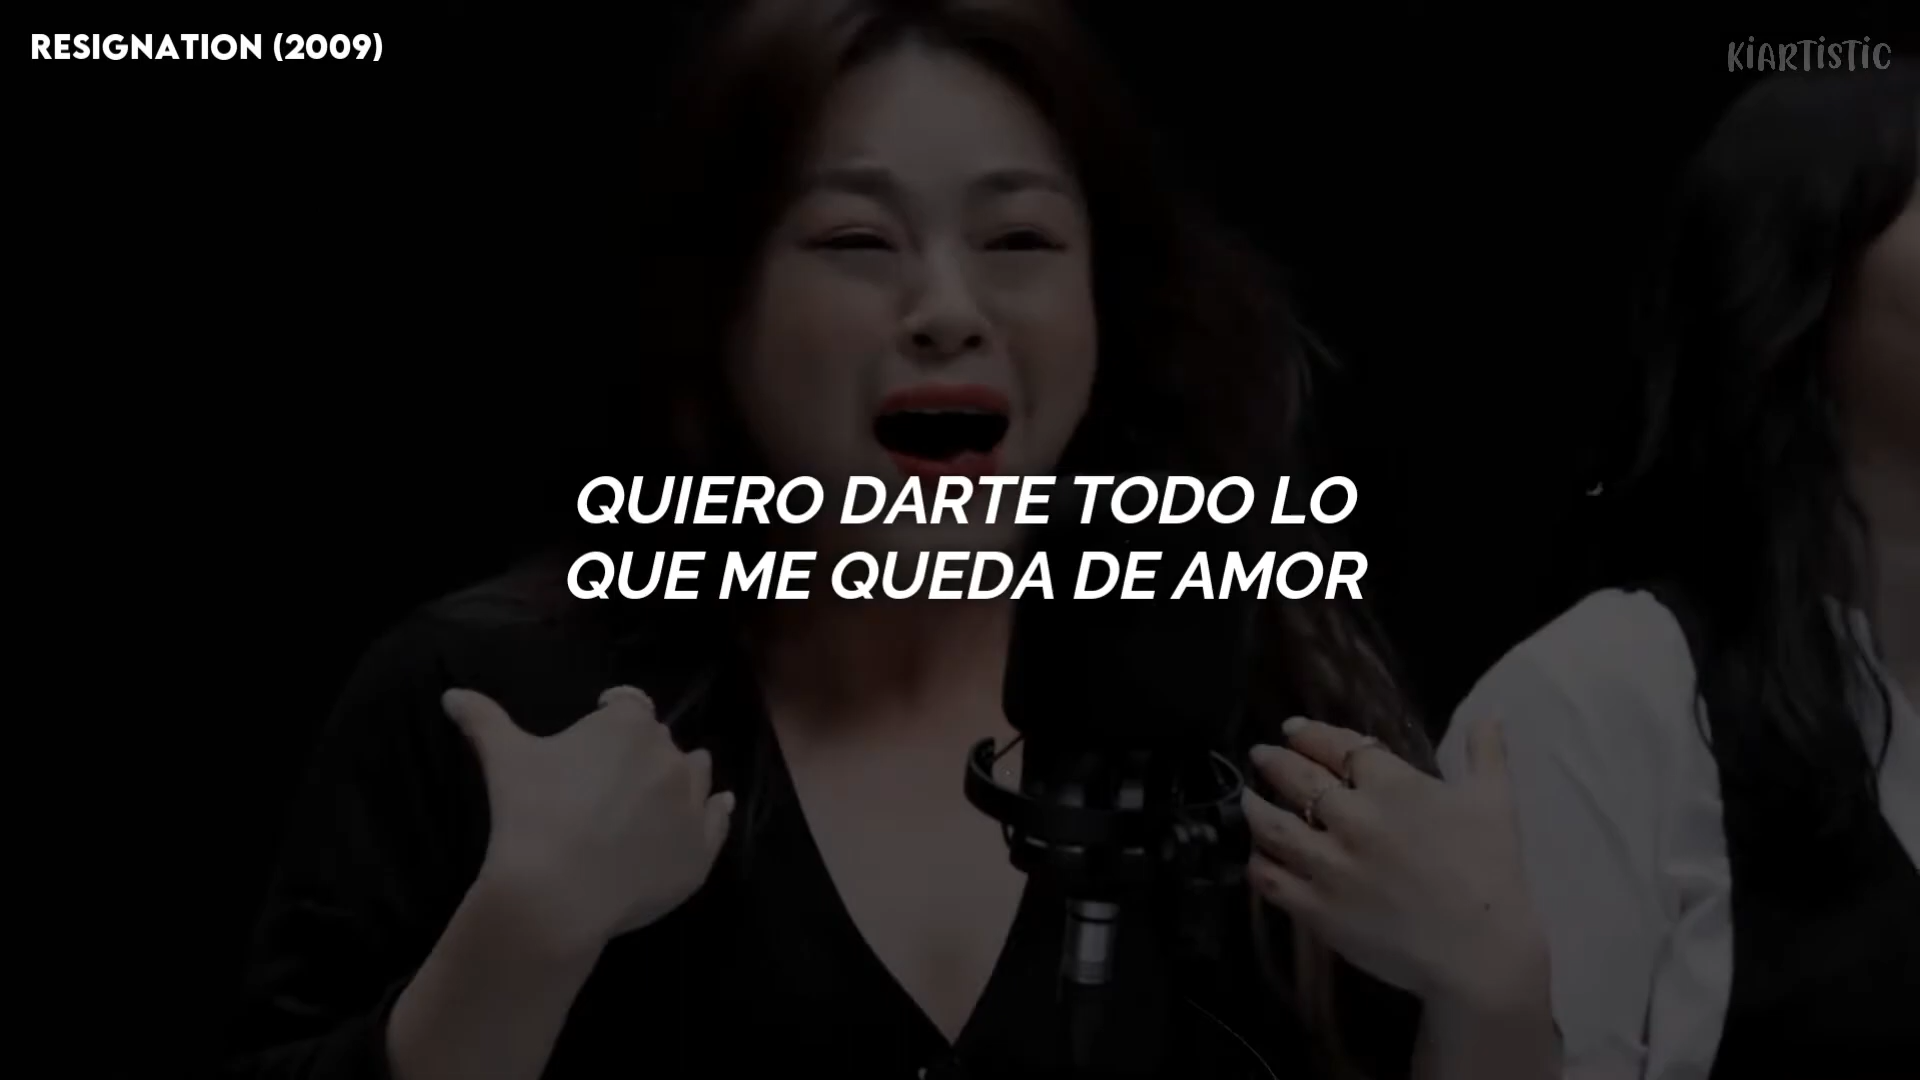 RESIGNATION (2009)
KiARTiSTiC
QUIERO DARTE TODO LO
QUE ME QUEDA DE AMOR